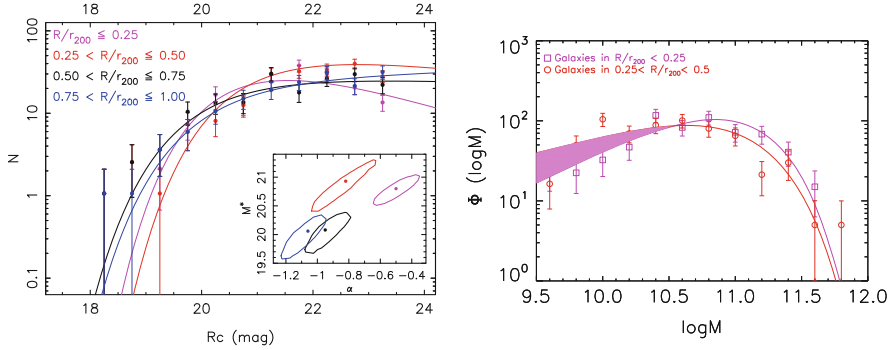 18 20 22 24
100
10
1
0.1
N
R/r200 ≦ 0.25
0.25 < R/r200 ≦ 0.50
0.50 < R/r200 ≦ 0.75
0.75 < R/r200 ≦ 1.00
21
20.5
20
19.5
M*
−1.2 −1 −0.8 −0.6 −0.4
α
18 20 22 24
Rc (mag)
10³
10²
10¹
10⁰
Φ (logM)
Galaxies in R/r200 < 0.25
Galaxies in 0.25< R/r200< 0.5
9.5 10.0 10.5 11.0 11.5 12.0
logM